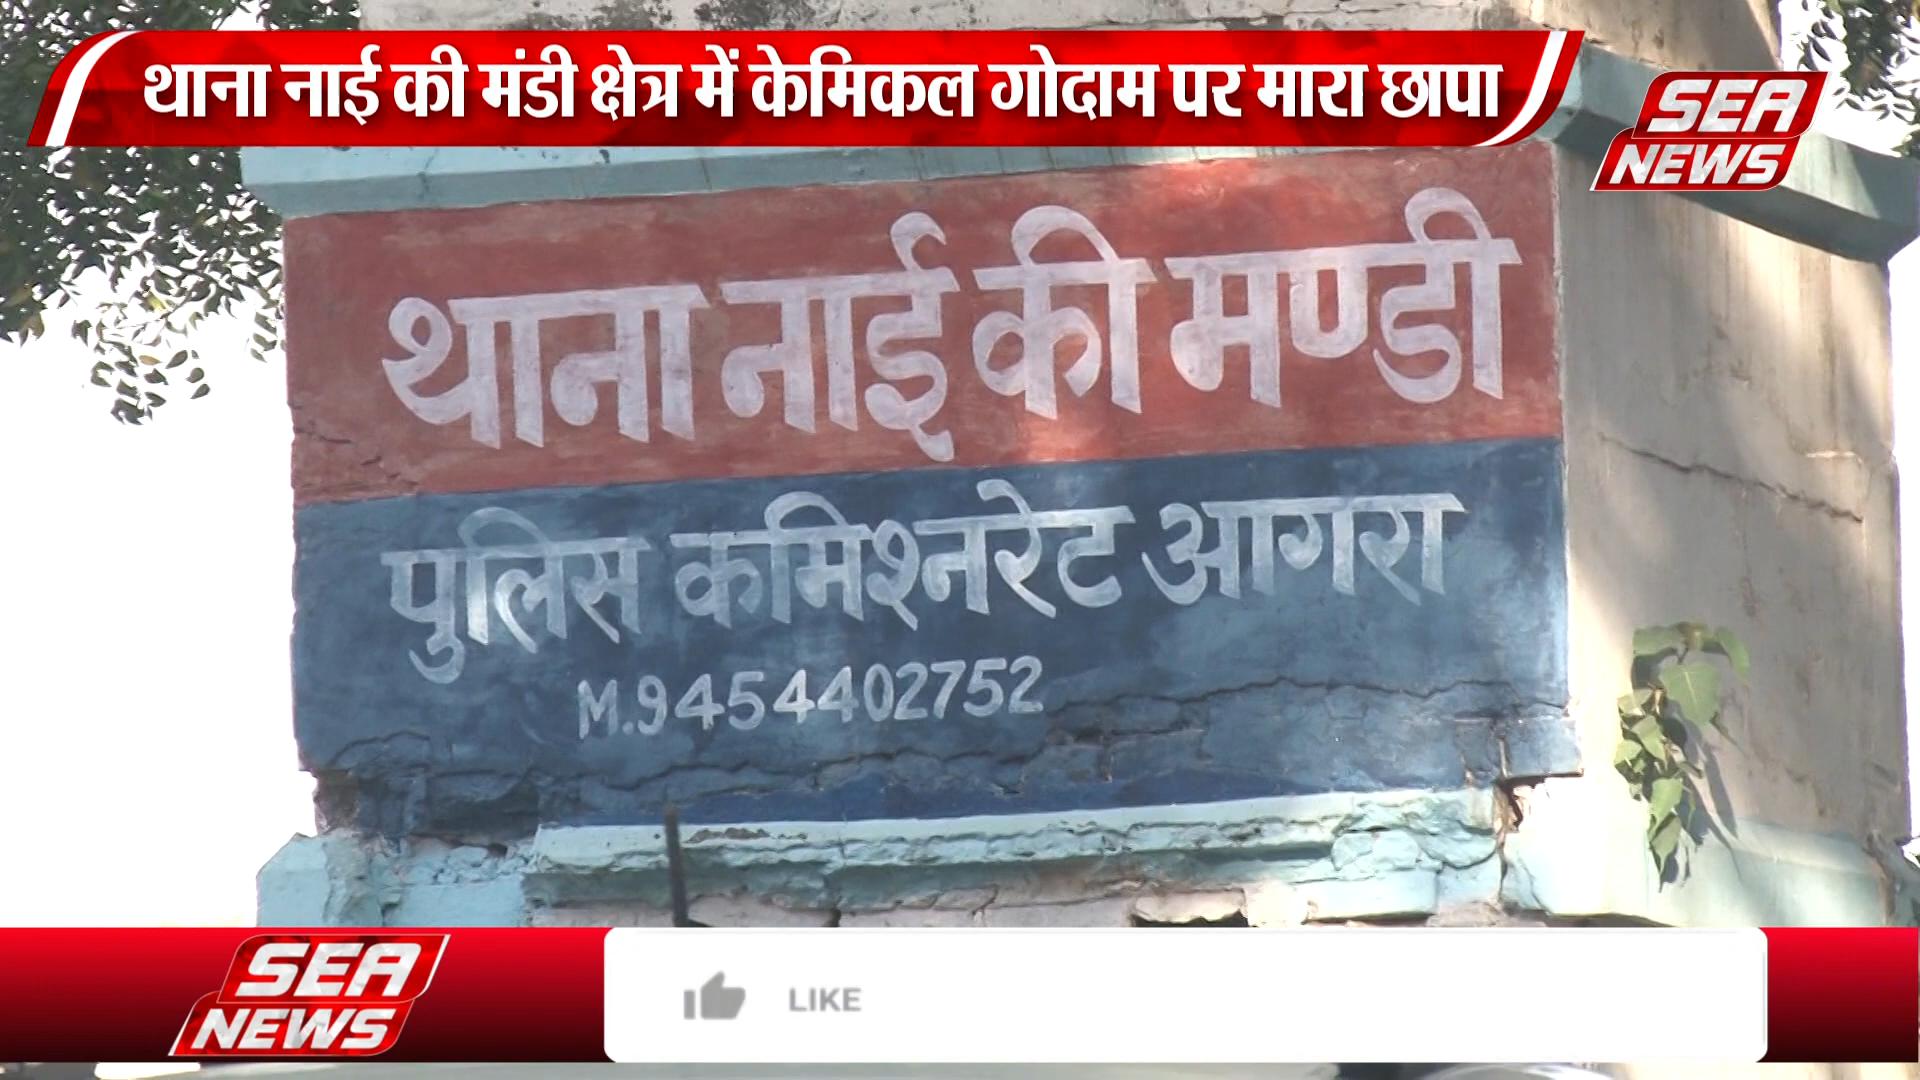 थाना नाई की मंडी क्षेत्र में केमिकल गोदाम पर मारा छापा
SEA
NEWS
थाना नाई की मण्डी
पुलिस कमिश्नरेट आगरा
M.9454402752
SEA
NEWS
LIKE